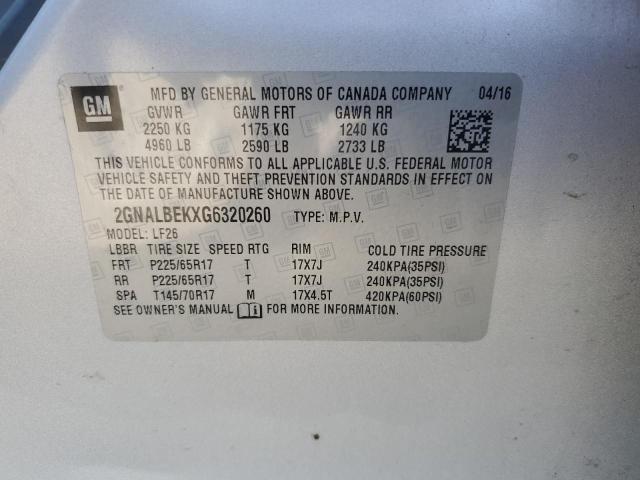 GM MFD BY GENERAL MOTORS OF CANADA COMPANY 04/16
GVWR GAWR FRT GAWR RR
2250 KG 1175 KG 1240 KG
4960 LB 2590 LB 2733 LB
THIS VEHICLE CONFORMS TO ALL APPLICABLE U.S. FEDERAL MOTOR
VEHICLE SAFETY AND THEFT PREVENTION STANDARDS IN EFFECT ON
THE DATE OF MANUFACTURE SHOWN ABOVE.
2GNALBEKXG6320260 TYPE: M.P.V.
MODEL: LF26
LBBR TIRE SIZE SPEED RTG RIM COLD TIRE PRESSURE
FRT P225/65R17 T 17X7J 240KPA(35PSI)
RR P225/65R17 T 17X7J 240KPA(35PSI)
SPA T145/70R17 M 17X4.5T 420KPA(60PSI)
SEE OWNER'S MANUAL FOR MORE INFORMATION.